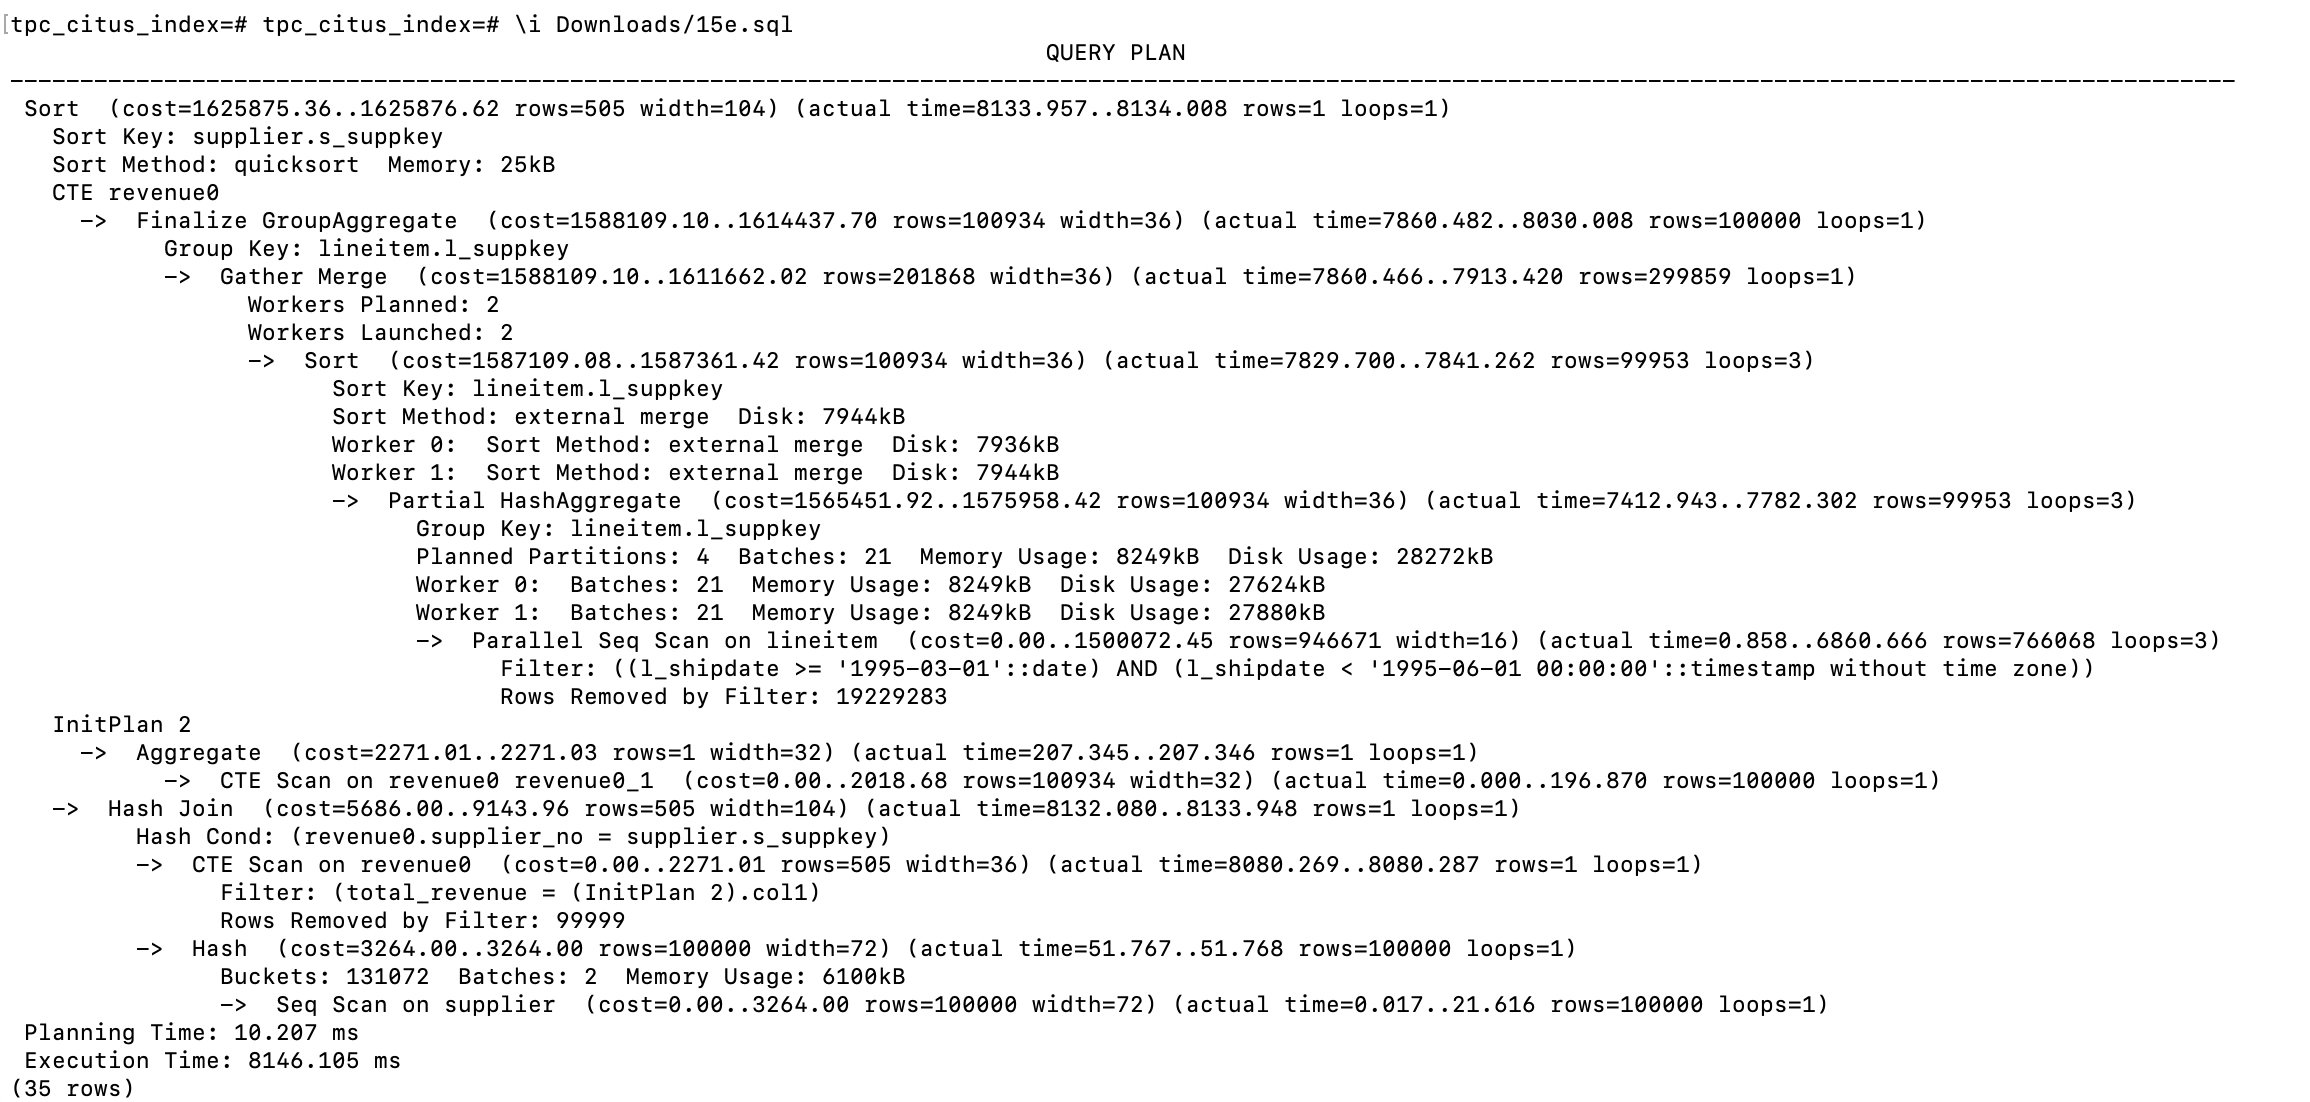 [tpc_citus_index=# tpc_citus_index=# \i Downloads/15e.sql
QUERY PLAN
---------------------------------------------------------------------------------------------------------------------------------------------------------------
Sort  (cost=1625875.36..1625876.62 rows=505 width=104) (actual time=8133.957..8134.008 rows=1 loops=1)
  Sort Key: supplier.s_suppkey
  Sort Method: quicksort  Memory: 25kB
  CTE revenue0
    ->  Finalize GroupAggregate  (cost=1588109.10..1614437.70 rows=100934 width=36) (actual time=7860.482..8030.008 rows=100000 loops=1)
          Group Key: lineitem.l_suppkey
          ->  Gather Merge  (cost=1588109.10..1611662.02 rows=201868 width=36) (actual time=7860.466..7913.420 rows=299859 loops=1)
                Workers Planned: 2
                Workers Launched: 2
                ->  Sort  (cost=1587109.08..1587361.42 rows=100934 width=36) (actual time=7829.700..7841.262 rows=99953 loops=3)
                      Sort Key: lineitem.l_suppkey
                      Sort Method: external merge  Disk: 7944kB
                      Worker 0:  Sort Method: external merge  Disk: 7936kB
                      Worker 1:  Sort Method: external merge  Disk: 7944kB
                      ->  Partial HashAggregate  (cost=1565451.92..1575958.42 rows=100934 width=36) (actual time=7412.943..7782.302 rows=99953 loops=3)
                            Group Key: lineitem.l_suppkey
                            Planned Partitions: 4  Batches: 21  Memory Usage: 8249kB  Disk Usage: 28272kB
                            Worker 0:  Batches: 21  Memory Usage: 8249kB  Disk Usage: 27624kB
                            Worker 1:  Batches: 21  Memory Usage: 8249kB  Disk Usage: 27880kB
                            ->  Parallel Seq Scan on lineitem  (cost=0.00..1500072.45 rows=946671 width=16) (actual time=0.858..6860.666 rows=766068 loops=3)
                                  Filter: ((l_shipdate >= '1995-03-01'::date) AND (l_shipdate < '1995-06-01 00:00:00'::timestamp without time zone))
                                  Rows Removed by Filter: 19229283
  InitPlan 2
    ->  Aggregate  (cost=2271.01..2271.03 rows=1 width=32) (actual time=207.345..207.346 rows=1 loops=1)
          ->  CTE Scan on revenue0 revenue0_1  (cost=0.00..2018.68 rows=100934 width=32) (actual time=0.000..196.870 rows=100000 loops=1)
  ->  Hash Join  (cost=5686.00..9143.96 rows=505 width=104) (actual time=8132.080..8133.948 rows=1 loops=1)
        Hash Cond: (revenue0.supplier_no = supplier.s_suppkey)
        ->  CTE Scan on revenue0  (cost=0.00..2271.01 rows=505 width=36) (actual time=8080.269..8080.287 rows=1 loops=1)
              Filter: (total_revenue = (InitPlan 2).col1)
              Rows Removed by Filter: 99999
        ->  Hash  (cost=3264.00..3264.00 rows=100000 width=72) (actual time=51.767..51.768 rows=100000 loops=1)
              Buckets: 131072  Batches: 2  Memory Usage: 6100kB
              ->  Seq Scan on supplier  (cost=0.00..3264.00 rows=100000 width=72) (actual time=0.017..21.616 rows=100000 loops=1)
Planning Time: 10.207 ms
Execution Time: 8146.105 ms
(35 rows)